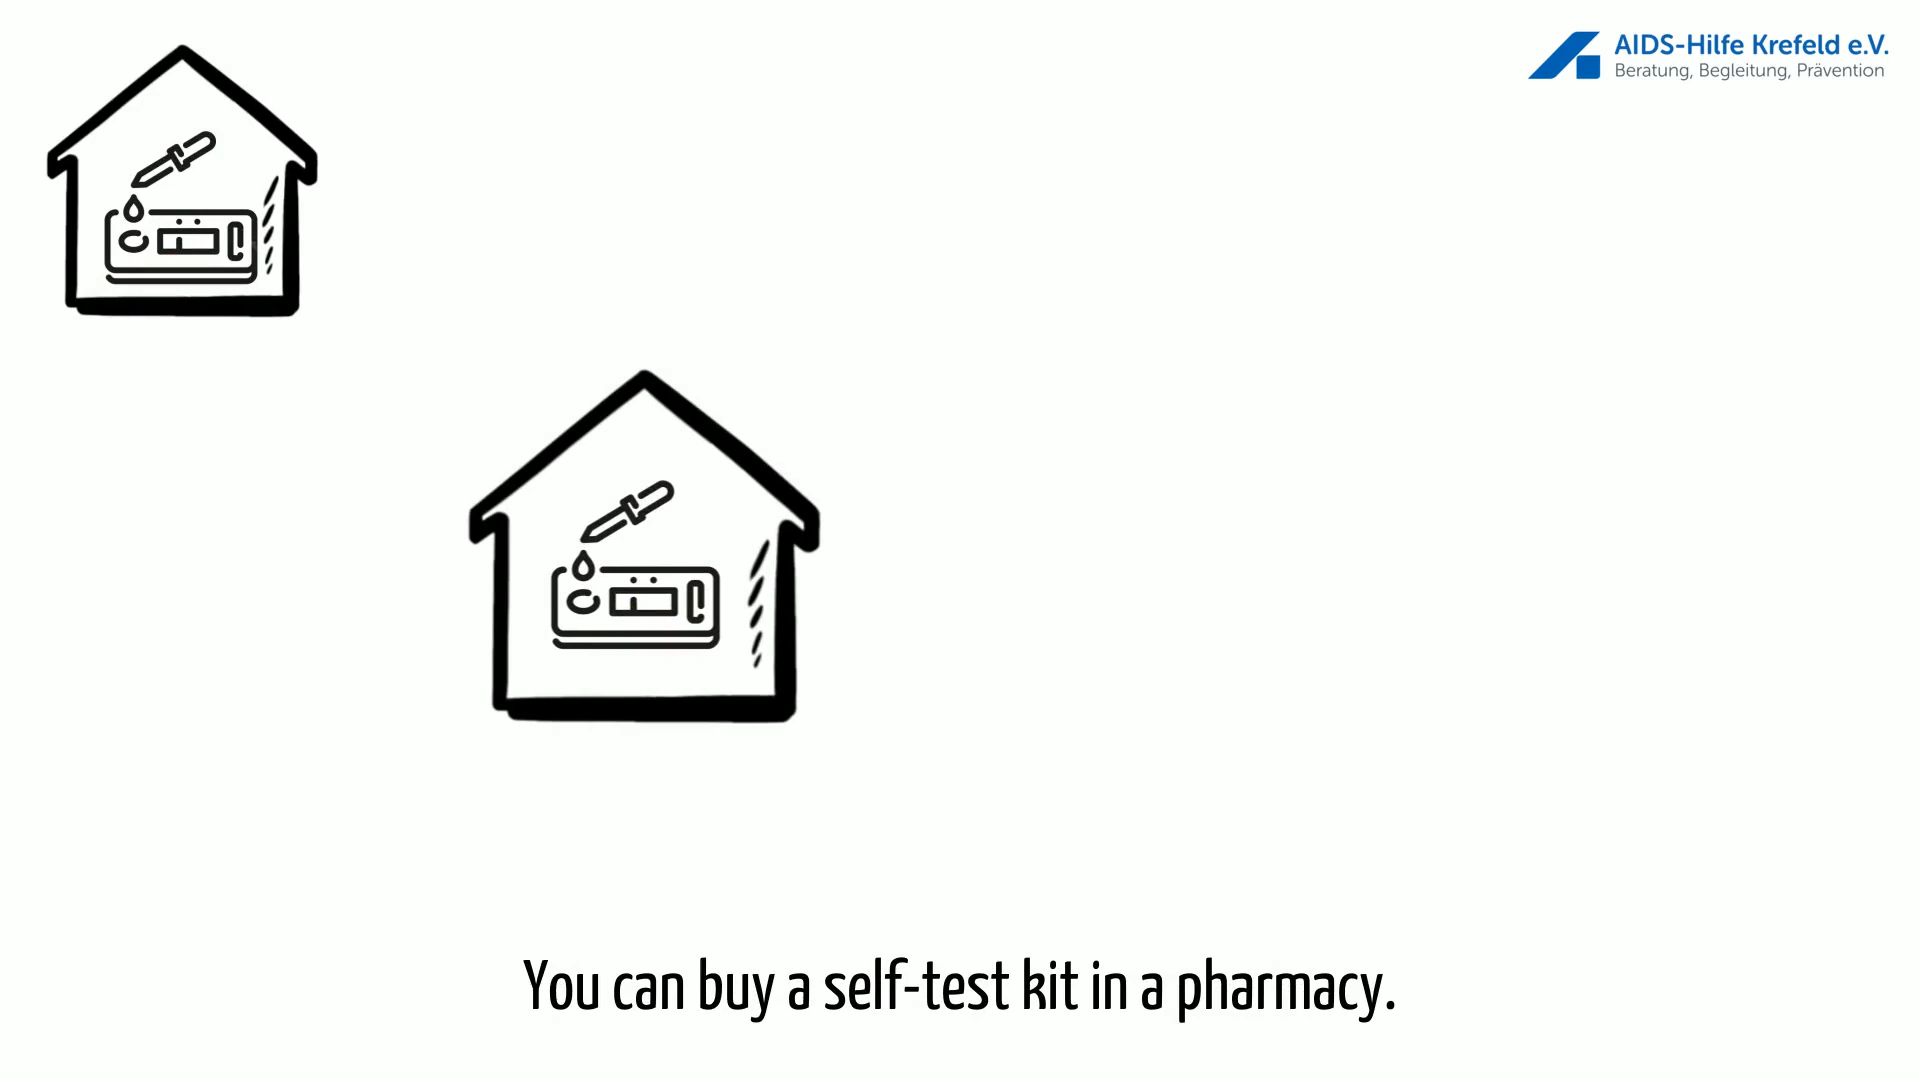 AIDS-Hilfe Krefeld e.V.
Beratung, Begleitung, Prävention
You can buy a self-test kit in a pharmacy.